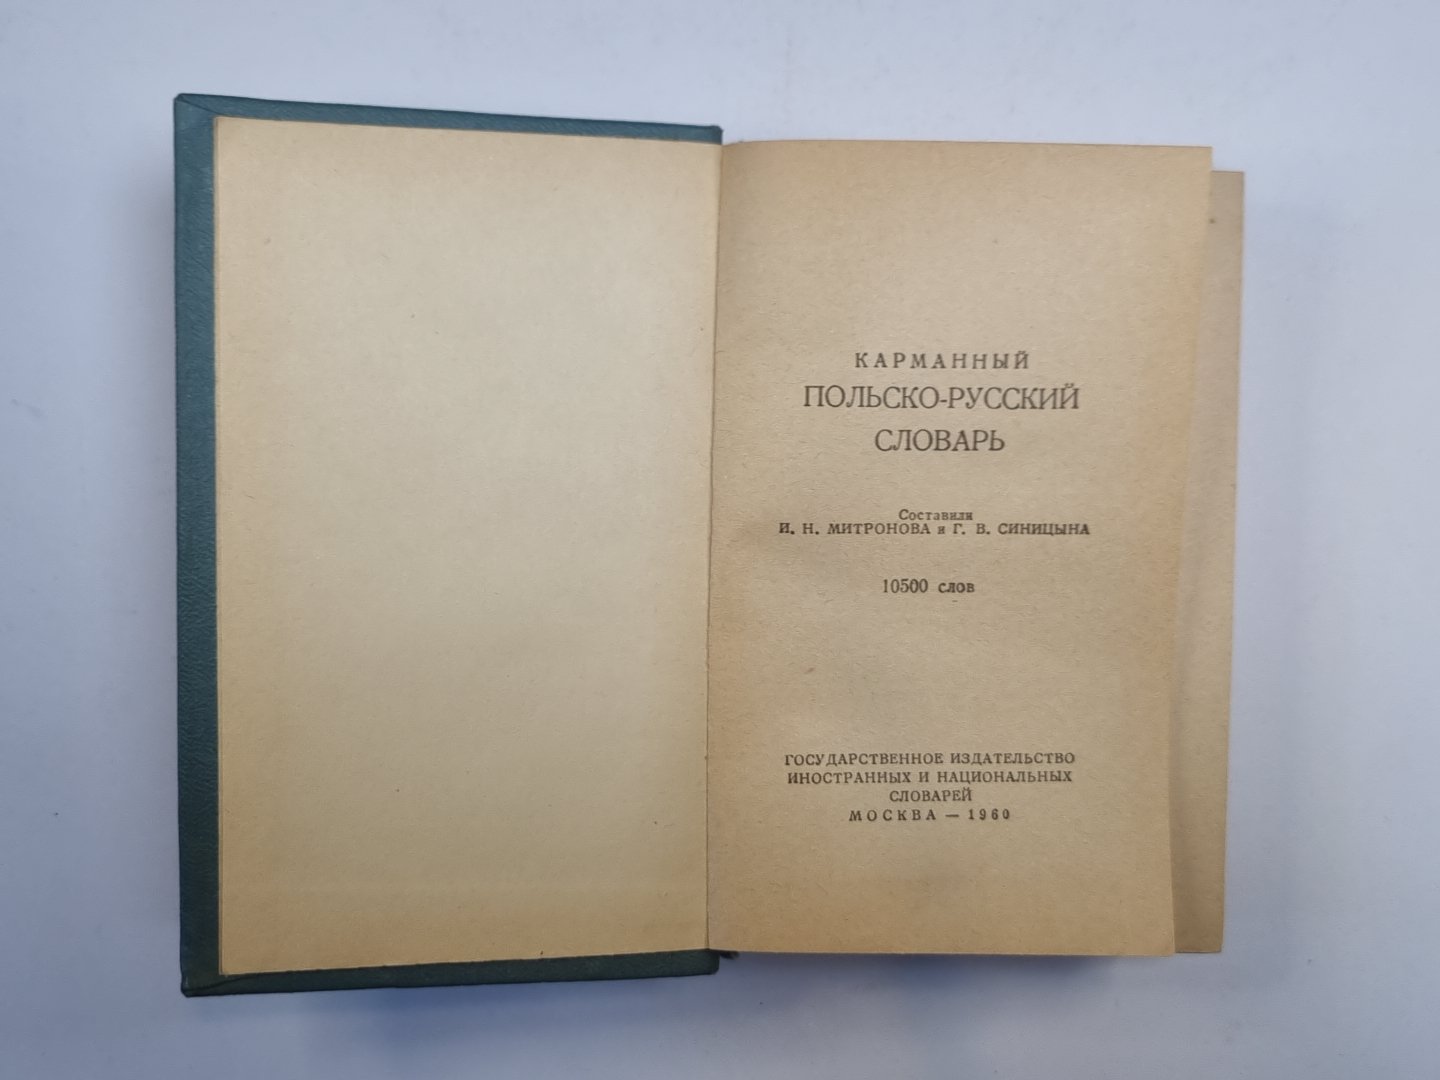 КАРМАННЫЙ
ПОЛЬСКО-РУССКИЙ
СЛОВАРЬ
Составили
И. Н. МИТРОНОВА и Г. В. СИНИЦЫНА
10500 слов
ГОСУДАРСТВЕННОЕ ИЗДАТЕЛЬСТВО
ИНОСТРАННЫХ И НАЦИОНАЛЬНЫХ
СЛОВАРЕЙ
МОСКВА — 1960